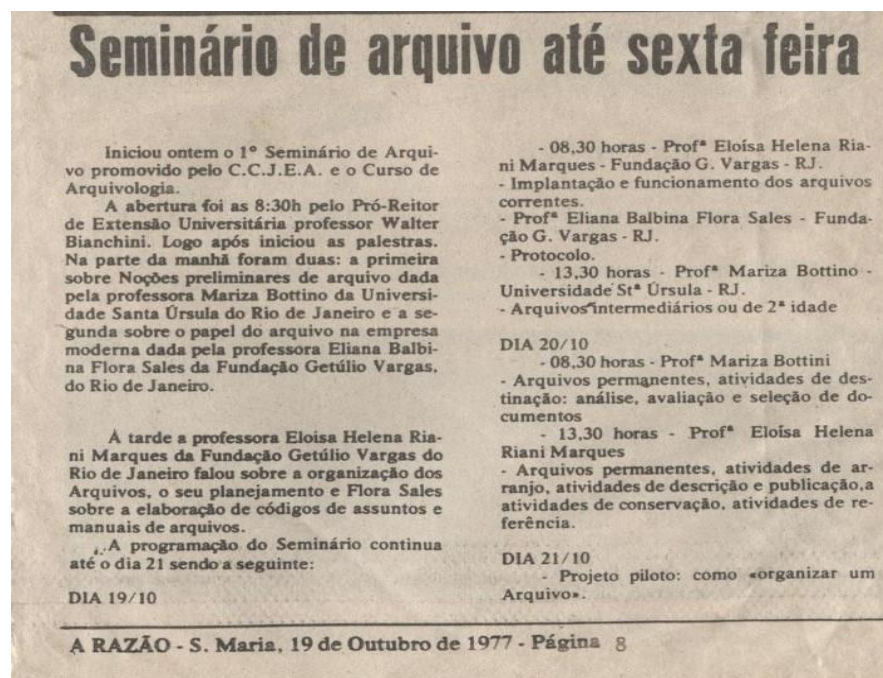 Seminário de arquivo até sexta feira
Iniciou ontem o 1º Seminário de Arqui-
vo promovido pelo C.C.J.E.A. e o Curso de
Arquivologia.
A abertura foi as 8:30h pelo Pró-Reitor
de Extensão Universitária professor Walter
Bianchini. Logo após iniciou as palestras.
Na parte da manhã foram duas: a primeira
sobre Noções preliminares de arquivo dada
pela professora Mariza Bottino da Universi-
dade Santa Úrsula do Rio de Janeiro e a se-
gunda sobre o papel do arquivo na empresa
moderna dada pela professora Eliana Balbi-
na Flora Sales da Fundação Getúlio Vargas,
do Rio de Janeiro.
À tarde a professora Eloisa Helena Ria-
ni Marques da Fundação Getúlio Vargas do
Rio de Janeiro falou sobre a organização dos
Arquivos, o seu planejamento e Flora Sales
sobre a elaboração de códigos de assuntos e
manuais de arquivos.
A programação do Seminário continua
até o dia 21 sendo a seguinte:
DIA 19/10
- 08,30 horas - Profª Eloísa Helena Ria-
ni Marques - Fundação G. Vargas - RJ.
- Implantação e funcionamento dos arquivos
correntes.
- Profª Eliana Balbina Flora Sales - Funda-
ção G. Vargas - RJ.
- Protocolo.
- 13,30 horas - Profª Mariza Bottino -
Universidade Stª Úrsula - RJ.
- Arquivos intermediários ou de 2ª idade
DIA 20/10
- 08,30 horas - Profª Mariza Bottini
- Arquivos permanentes, atividades de des-
tinação: análise, avaliação e seleção de do-
cumentos
- 13,30 horas - Profª Eloísa Helena
Riani Marques
- Arquivos permanentes, atividades de ar-
ranjo, atividades de descrição e publicação,a
atividades de conservação, atividades de re-
ferência.
DIA 21/10
- Projeto piloto: como «organizar um
Arquivo».
A RAZÃO - S. Maria, 19 de Outubro de 1977 - Página 8